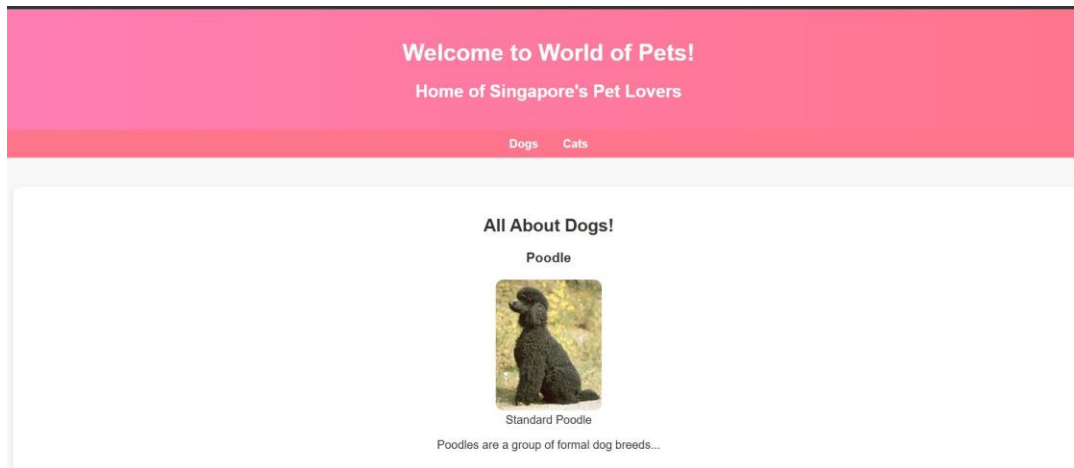 Welcome to World of Pets!
Home of Singapore's Pet Lovers
Dogs Cats
All About Dogs!
Poodle
Standard Poodle
Poodles are a group of formal dog breeds...